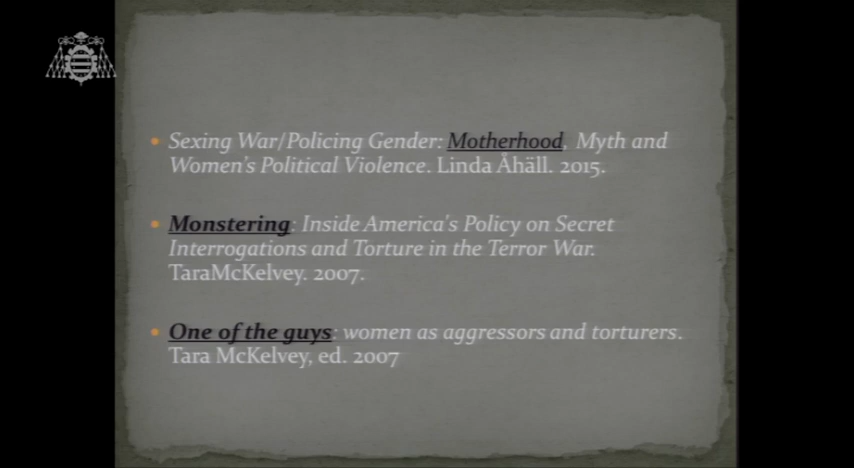 • Sexing War/Policing Gender: Motherhood, Myth and
Women's Political Violence. Linda Åhäll. 2015.
• Monstering: Inside America's Policy on Secret
Interrogations and Torture in the Terror War.
TaraMcKelvey. 2007.
• One of the guys: women as aggressors and torturers.
Tara McKelvey, ed. 2007